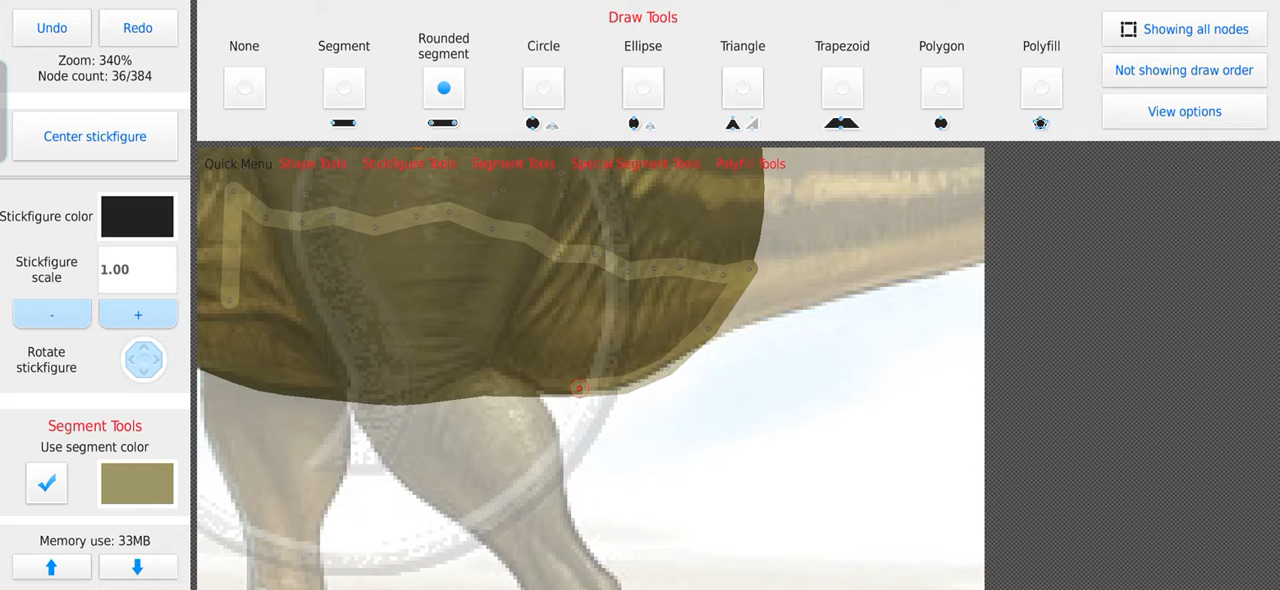 Undo
Redo
Zoom: 340%
Node count: 36/384
Center stickfigure
Stickfigure color
Stickfigure
scale
1.00
-
+
Rotate
stickfigure
Segment Tools
Use segment color
Memory use: 33MB
Draw Tools
None
Segment
Rounded
segment
Circle
Ellipse
Triangle
Trapezoid
Polygon
Polyfill
Showing all nodes
Not showing draw order
View options
Quick Menu Shape Tools Stickfigure Tools Segment Tools Special Segment Tools Polyfill Tools